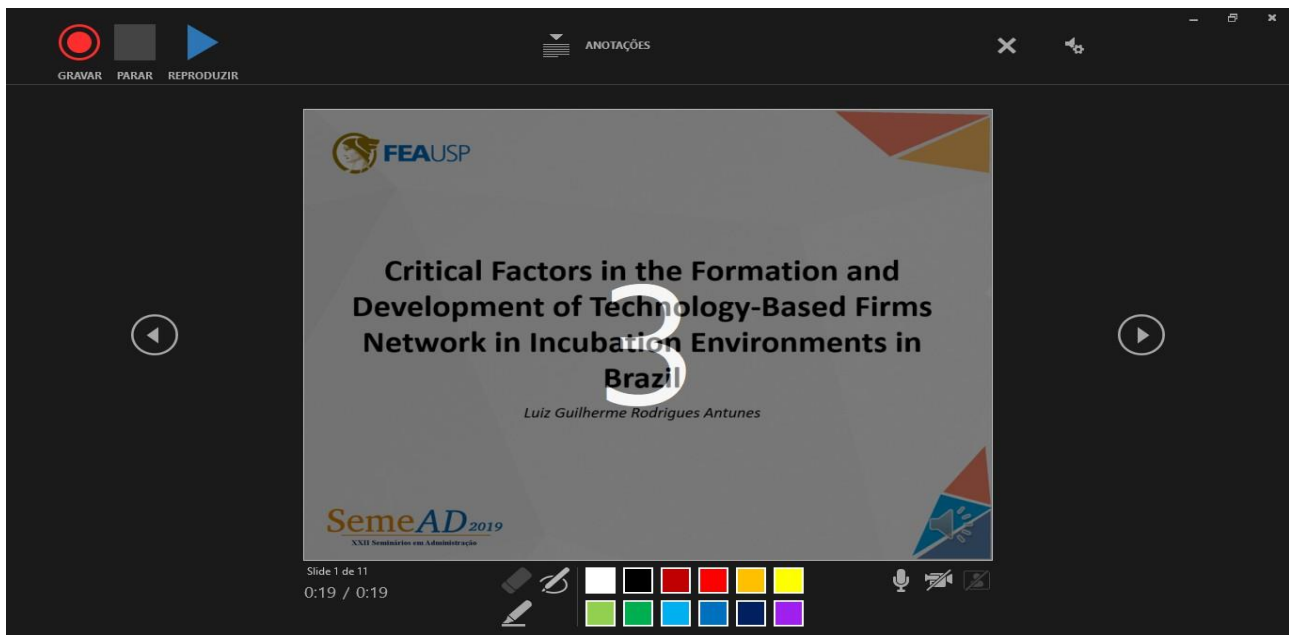 GRAVAR PARAR REPRODUZIR
ANOTAÇÕES
FEAUSP
Critical Factors in the Formation and
Development of Technology-Based Firms
Network in Incubation Environments in
Brazil
3
Luiz Guilherme Rodrigues Antunes
SemeAD 2019
XXII Seminários em Administração
Slide 1 de 11
0:19 / 0:19